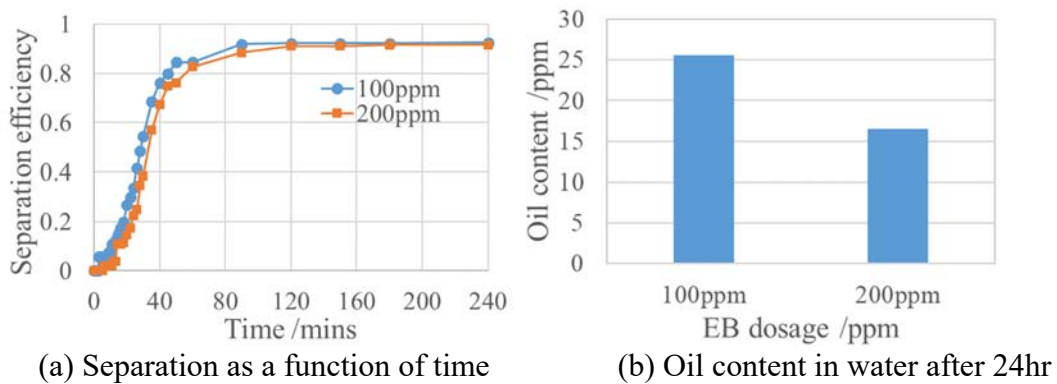 1
0.8
0.6
0.4
0.2
0
Separation efficiency
100ppm
200ppm
0 40 80 120 160 200 240
Time /mins
(a) Separation as a function of time
30
25
20
15
10
5
0
Oil content /ppm
100ppm 200ppm
EB dosage /ppm
(b) Oil content in water after 24hr